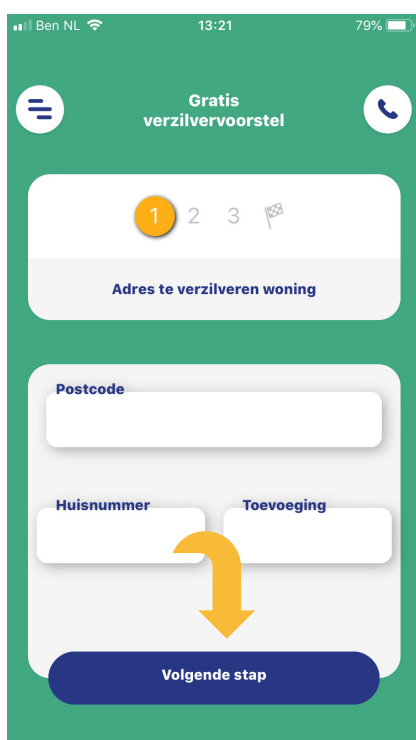 Ben NL 13:21 79%
Gratis
verzilvervoorstel
1 2 3
Adres te verzilveren woning
Postcode
Huisnummer Toevoeging
Volgende stap